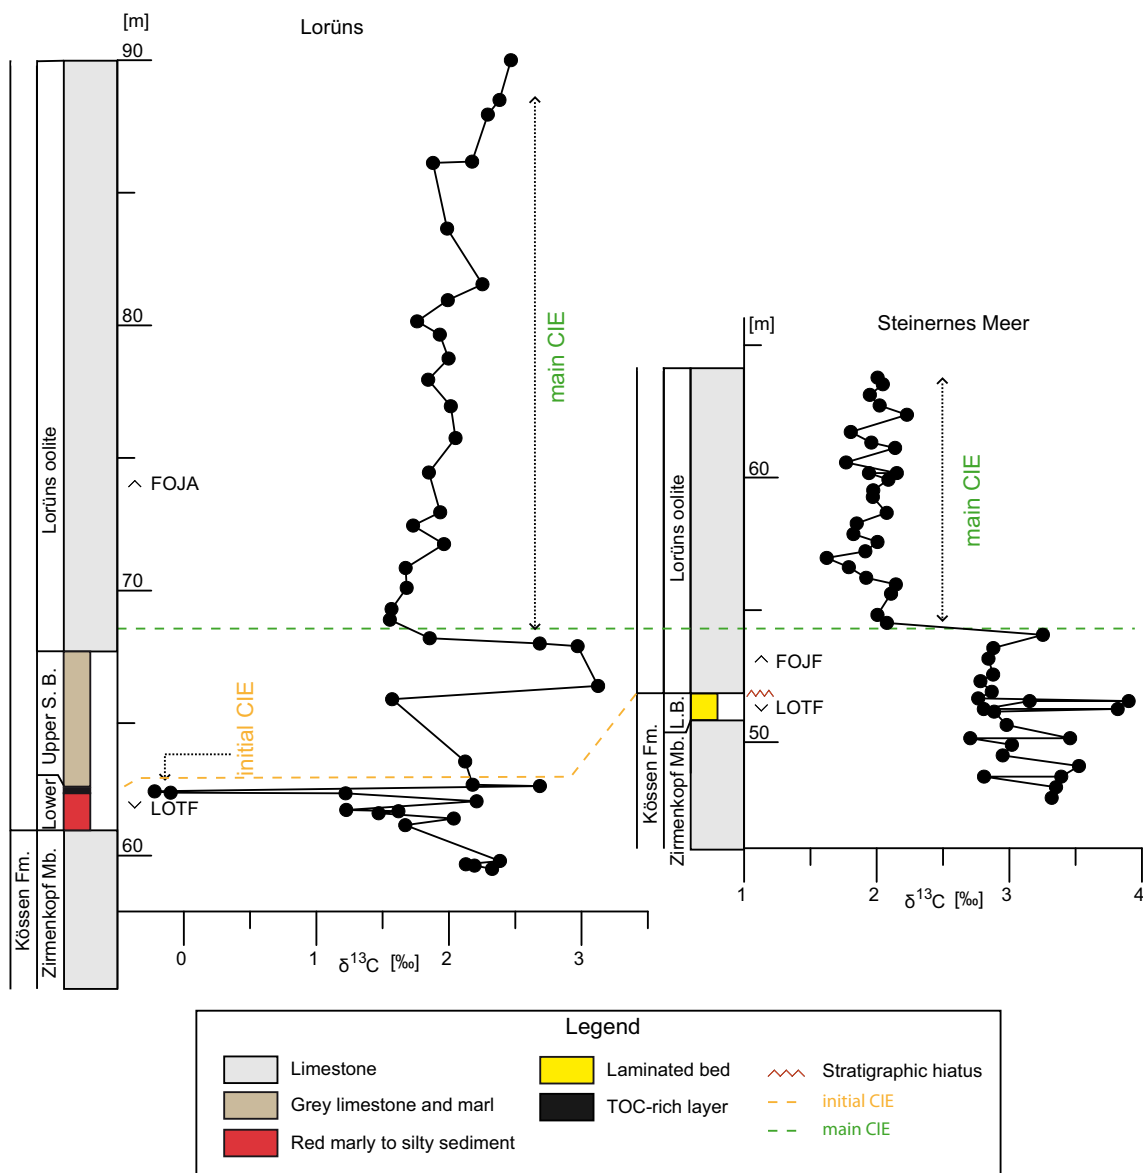 Lorüns
[m]
90
80
70
60
Lorüns oolite
Upper S. B.
Lower
Kössen Fm.
Zirmenkopf Mb.
FOJA
LOTF
main CIE
initial CIE
0 1 2 3
δ¹³C [‰]
Steinernes Meer
[m]
60
50
Lorüns oolite
L.B.
Kössen Fm.
Zirmenkopf Mb.
FOJF
LOTF
main CIE
1 2 3 4
δ¹³C [‰]
Legend
Limestone
Grey limestone and marl
Red marly to silty sediment
Laminated bed
TOC-rich layer
Stratigraphic hiatus
initial CIE
main CIE